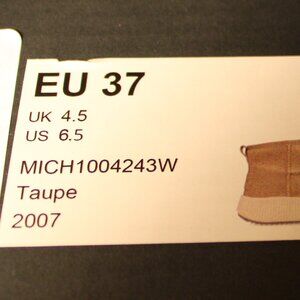 EU 37
UK 4.5
US 6.5
MICH1004243W
Taupe
2007